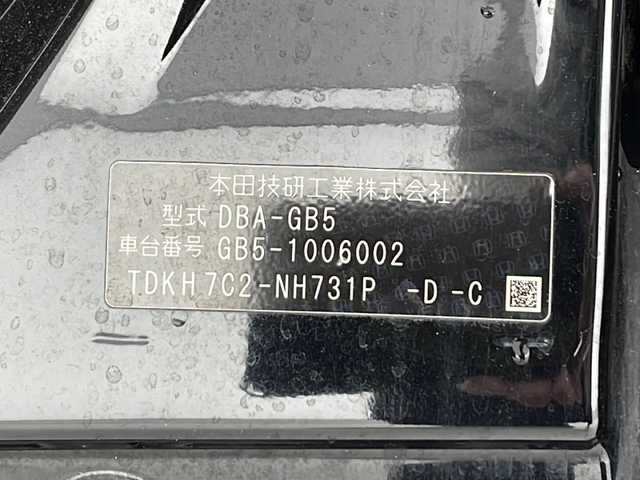 本田技研工業株式会社
型式 DBA-GB5
車台番号 GB5-1006002
TDKH7C2-NH731P -D-C